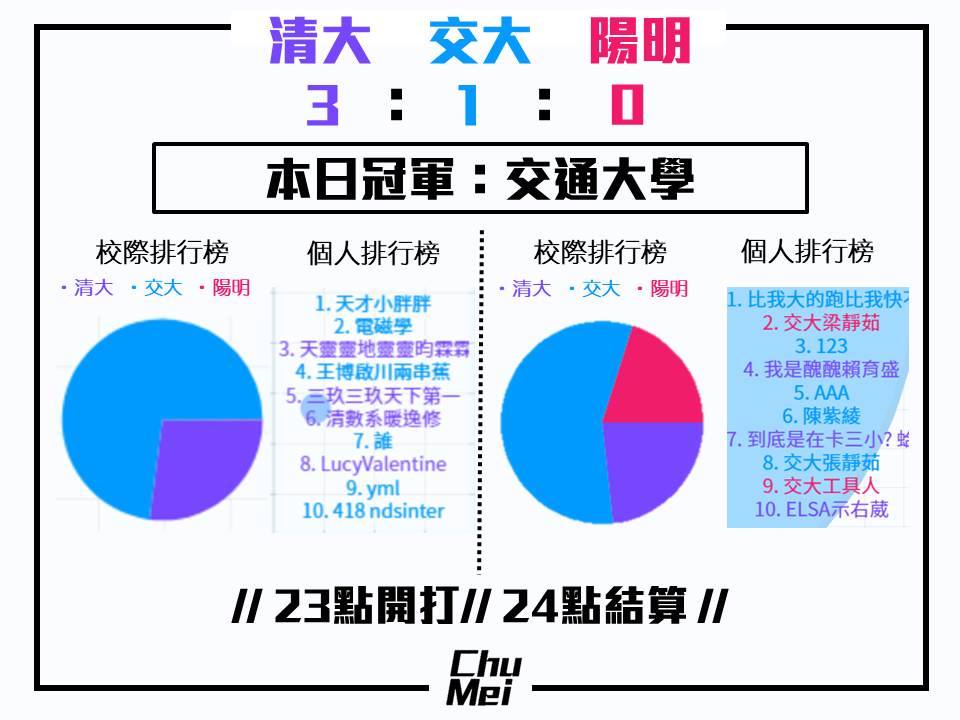 清大 交大 陽明
3 : 1 : 0
本日冠軍：交通大學
校際排行榜
・清大 ・交大 ・陽明
個人排行榜
1. 天才小胖胖
2. 電磁學
3. 天靈靈地靈靈昀霖霖
4. 王博啟川兩串蕉
5. 三玖三玖天下第一
6. 清數系暖逸修
7. 誰
8. LucyValentine
9. yml
10. 418 ndsinter
校際排行榜
・清大 ・交大 ・陽明
個人排行榜
1. 比我大的跑比我快
2. 交大梁靜茹
3. 123
4. 我是醜醜賴育盛
5. AAA
6. 陳紫綾
7. 到底是在卡三小?
8. 交大張靜茹
9. 交大工具人
10. ELSA示右葳
// 23點開打// 24點結算 //
Chu
Mei